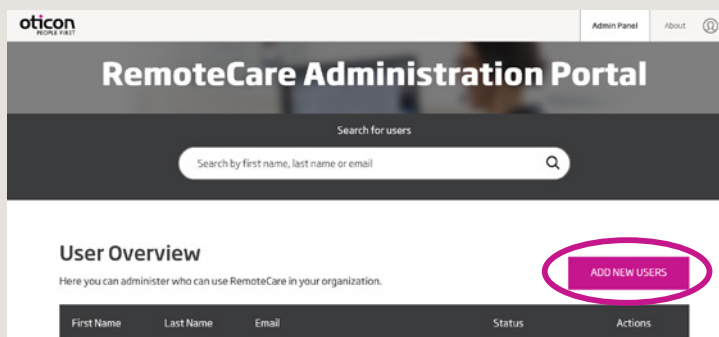 oticon
PEOPLE FIRST
Admin Panel About
RemoteCare Administration Portal
Search for users
Search by first name, last name or email
User Overview
Here you can administer who can use RemoteCare in your organization.
ADD NEW USERS
First Name Last Name Email Status Actions